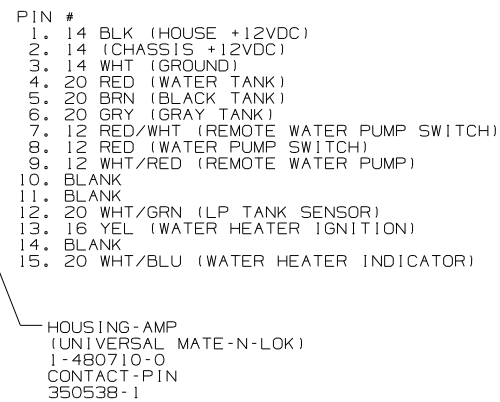 PIN #
1. 14 BLK (HOUSE +12VDC)
2. 14 (CHASSIS +12VDC)
3. 14 WHT (GROUND)
4. 20 RED (WATER TANK)
5. 20 BRN (BLACK TANK)
6. 20 GRY (GRAY TANK)
7. 12 RED/WHT (REMOTE WATER PUMP SWITCH)
8. 12 RED (WATER PUMP SWITCH)
9. 12 WHT/RED (REMOTE WATER PUMP)
10. BLANK
11. BLANK
12. 20 WHT/GRN (LP TANK SENSOR)
13. 16 YEL (WATER HEATER IGNITION)
14. BLANK
15. 20 WHT/BLU (WATER HEATER INDICATOR)
HOUSING-AMP
(UNIVERSAL MATE-N-LOK)
1-480710-0
CONTACT-PIN
350538-1